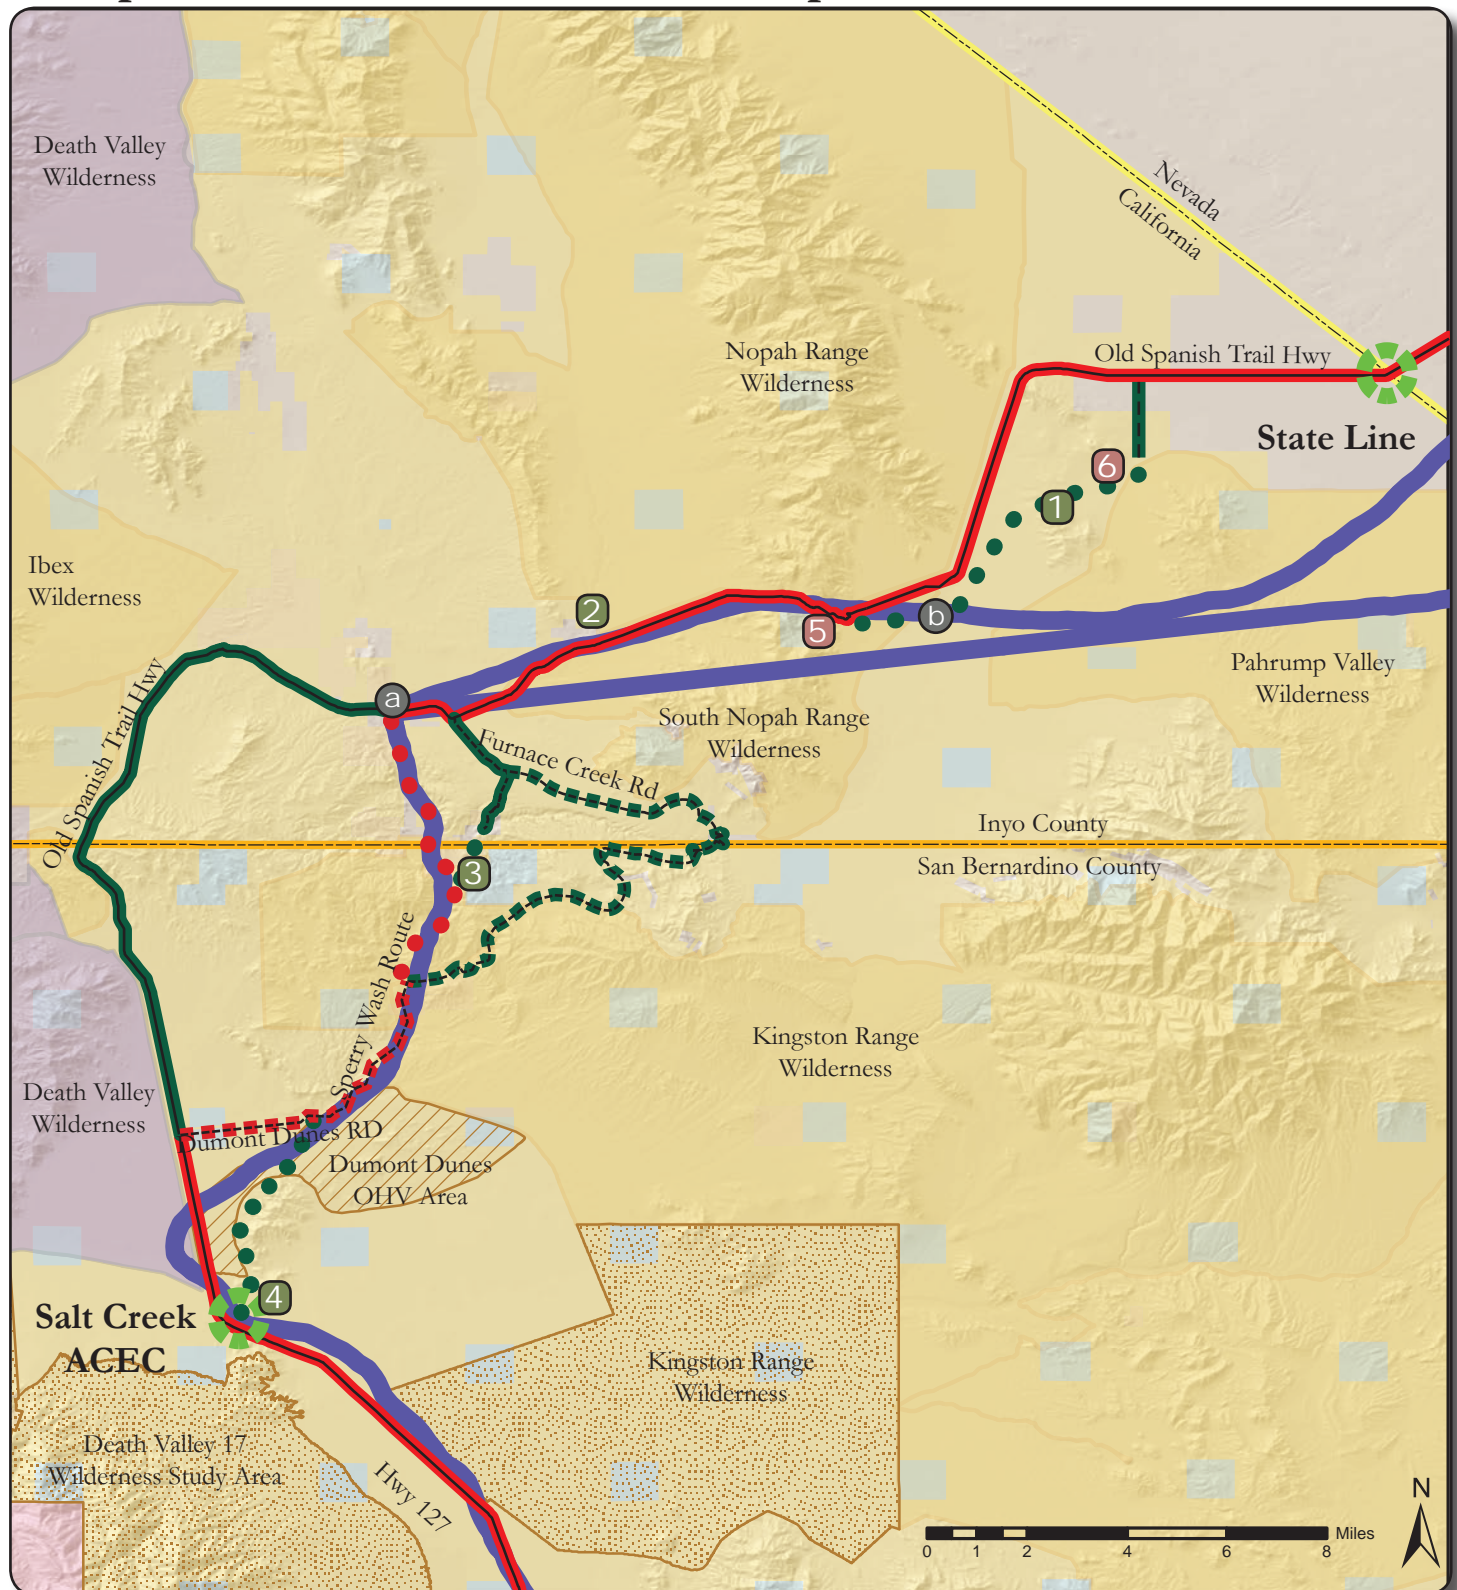 Death Valley
Wilderness
Nevada
California
Nopah Range
Wilderness
Old Spanish Trail Hwy
State Line
6
1
Ibex
Wilderness
2
b
5
Pahrump Valley
Wilderness
a
South Nopah Range
Wilderness
Old Spanish Trail Hwy
Furnace Creek Rd
Inyo County
San Bernardino County
3
Sperry Wash Route
Kingston Range
Wilderness
Death Valley
Wilderness
Dumont Dunes RD
Dumont Dunes
OHV Area
4
Salt Creek
ACEC
Kingston Range
Wilderness
Death Valley 17
Wilderness Study Area
Hwy 127
N
Miles
0 1 2 4 6 8